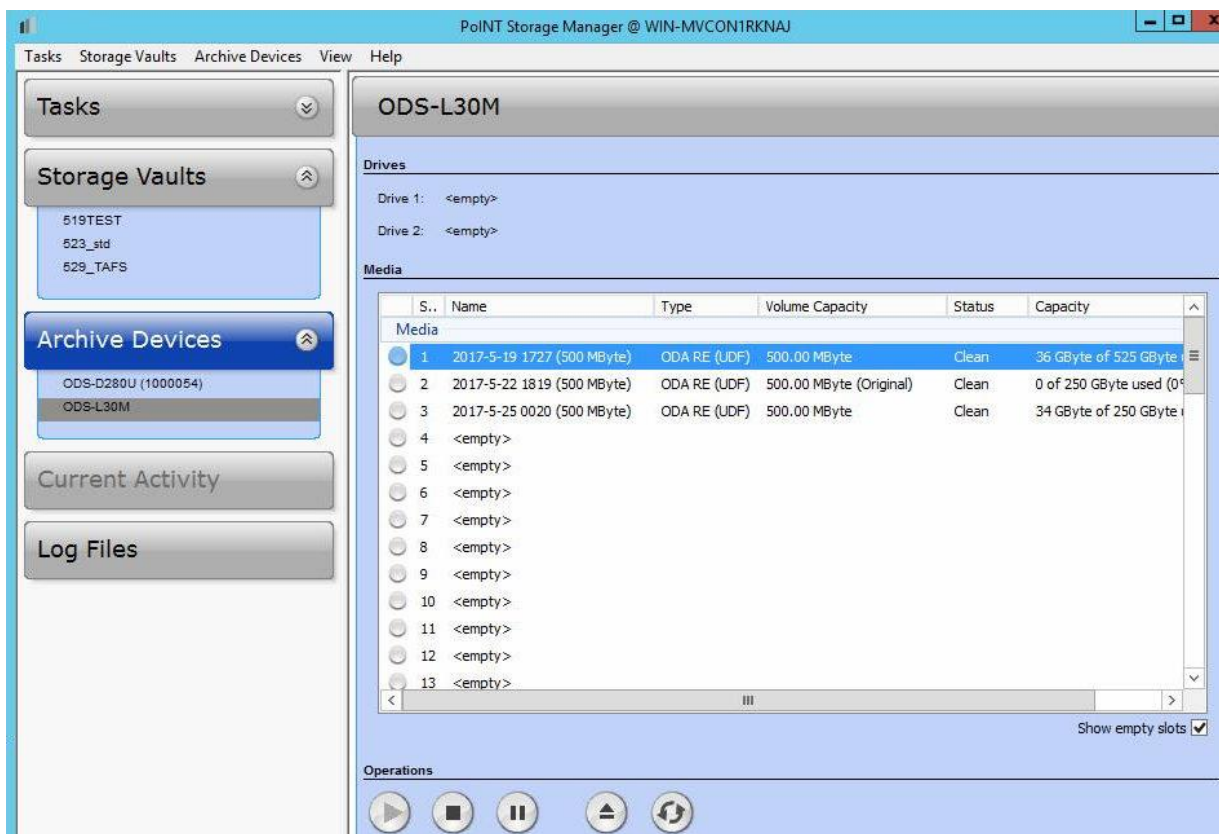 PoINT Storage Manager @ WIN-MVCON1RKNAJ
Tasks Storage Vaults Archive Devices View Help
Tasks
Storage Vaults
519TEST
523_std
529_TAFS
Archive Devices
ODS-D280U (1000054)
ODS-L30M
Current Activity
Log Files
ODS-L30M
Drives
Drive 1: <empty>
Drive 2: <empty>
Media
S.. Name Type Volume Capacity Status Capacity
Media
1 2017-5-19 1727 (500 MByte) ODA RE (UDF) 500.00 MByte Clean 36 GByte of 525 GByte
2 2017-5-22 1819 (500 MByte) ODA RE (UDF) 500.00 MByte (Original) Clean 0 of 250 GByte used (0
3 2017-5-25 0020 (500 MByte) ODA RE (UDF) 500.00 MByte Clean 34 GByte of 250 GByte
4 <empty>
5 <empty>
6 <empty>
7 <empty>
8 <empty>
9 <empty>
10 <empty>
11 <empty>
12 <empty>
13 <empty>
Show empty slots
Operations